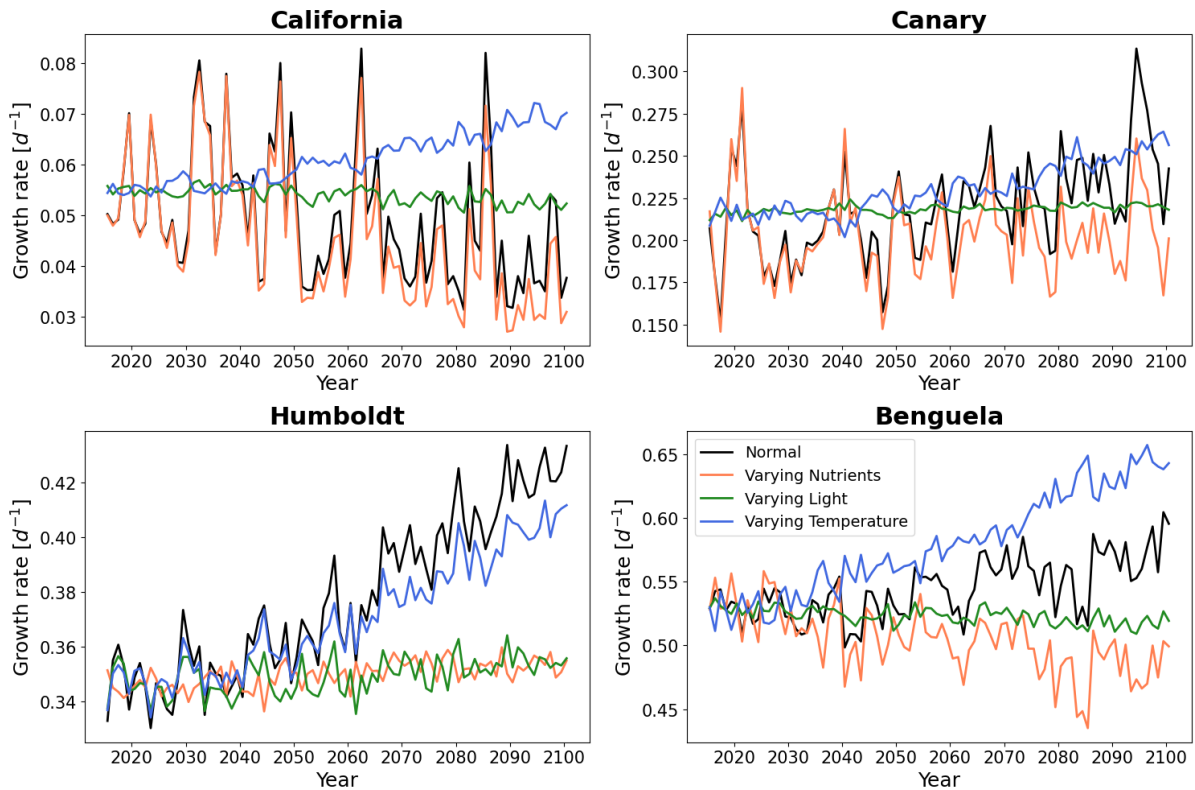 California
Growth rate [d⁻¹]
0.08
0.07
0.06
0.05
0.04
0.03
2020 2030 2040 2050 2060 2070 2080 2090 2100
Year
Canary
Growth rate [d⁻¹]
0.300
0.275
0.250
0.225
0.200
0.175
0.150
2020 2030 2040 2050 2060 2070 2080 2090 2100
Year
Humboldt
Growth rate [d⁻¹]
0.42
0.40
0.38
0.36
0.34
2020 2030 2040 2050 2060 2070 2080 2090 2100
Year
Benguela
Growth rate [d⁻¹]
0.65
0.60
0.55
0.50
0.45
Normal
Varying Nutrients
Varying Light
Varying Temperature
2020 2030 2040 2050 2060 2070 2080 2090 2100
Year